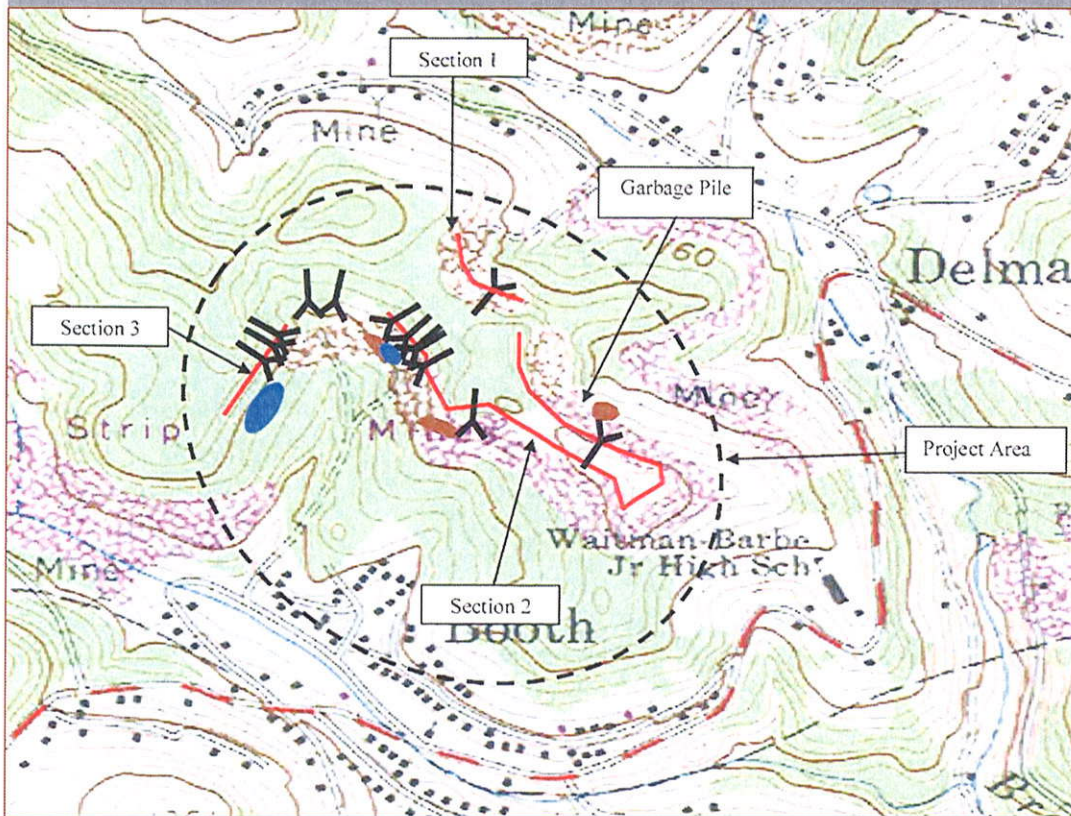 Mine
Section 1
Mine
Garbage Pile
1160
Delma
Section 3
Strip
Mine
Project Area
Waitman Barbe
Jr High Sch
Mine
Section 2
Booth